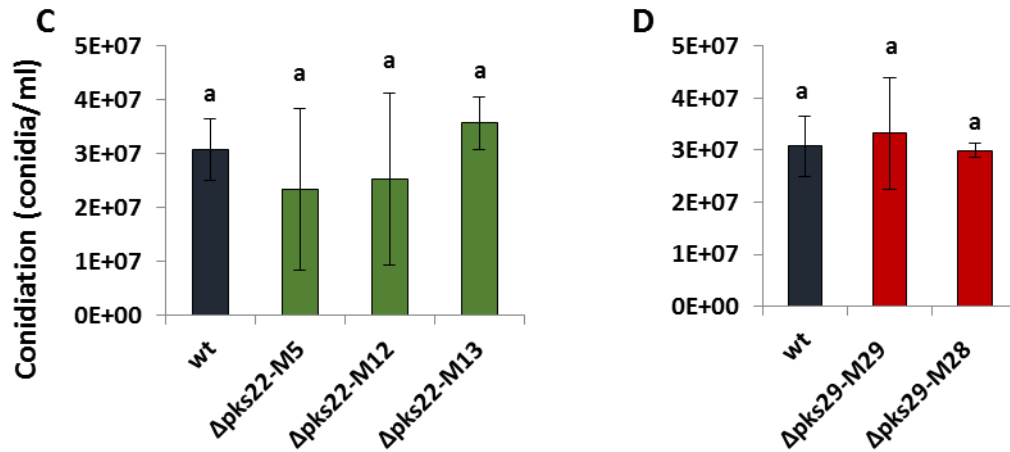 C
Conidiation (conidia/ml)
5E+07
4E+07
3E+07
2E+07
1E+07
0E+00
a
a
a
a
wt
Δpks22-M5
Δpks22-M12
Δpks22-M13
D
5E+07
4E+07
3E+07
2E+07
1E+07
0E+00
a
a
a
wt
Δpks29-M29
Δpks29-M28